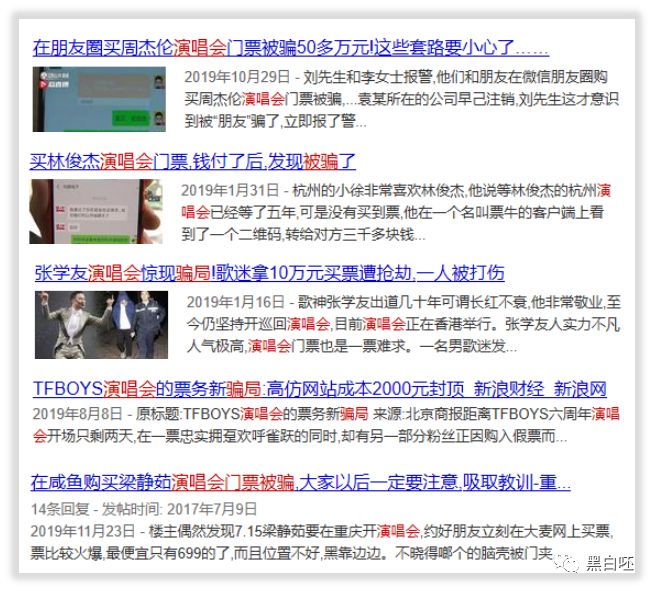 在朋友圈买周杰伦演唱会门票被骗50多万元!这些套路要小心了……
2019年10月29日 - 刘先生和李女士报警,他们和朋友在微信朋友圈购
买周杰伦演唱会门票被骗,...袁某所在的公司早已注销,刘先生这才意识
到被“朋友”骗了,立即报了警...
买林俊杰演唱会门票,钱付了后,发现被骗了
2019年1月31日 - 杭州的小徐非常喜欢林俊杰,他说等林俊杰的杭州演
唱会已经等了五年,可是没有买到票,他在一个名叫票牛的客户端上看
到了一个二维码,转给对方三千多块钱...
张学友演唱会惊现骗局!歌迷拿10万元买票遭抢劫,一人被打伤
2019年1月16日 - 歌神张学友出道几十年可谓长红不衰,他非常敬业,至
今仍坚持开巡回演唱会,目前演唱会正在香港举行。张学友人实力不凡
人气极高,演唱会门票也是一票难求。一名男歌迷发...
TFBOYS演唱会的票务新骗局:高仿网站成本2000元封顶_新浪财经_新浪网
2019年8月8日 - 原标题:TFBOYS演唱会的票务新骗局 来源:北京商报距离TFBOYS六周年演唱
会开场只剩两天,在一票忠实拥趸欢呼雀跃的同时,却有另一部分粉丝正因购入假票而...
在咸鱼购买梁静茹演唱会门票被骗,大家以后一定要注意,吸取教训-重...
14条回复 - 发帖时间: 2017年7月9日
2019年11月23日 - 楼主偶然发现7.15梁静茹要在重庆开演唱会,约好朋友立刻在大麦网上买票,
票比较火爆,最便宜只有699的了,而且位置不好,黑靠边边。不晓得哪个的脑壳被门夹
黑白呸